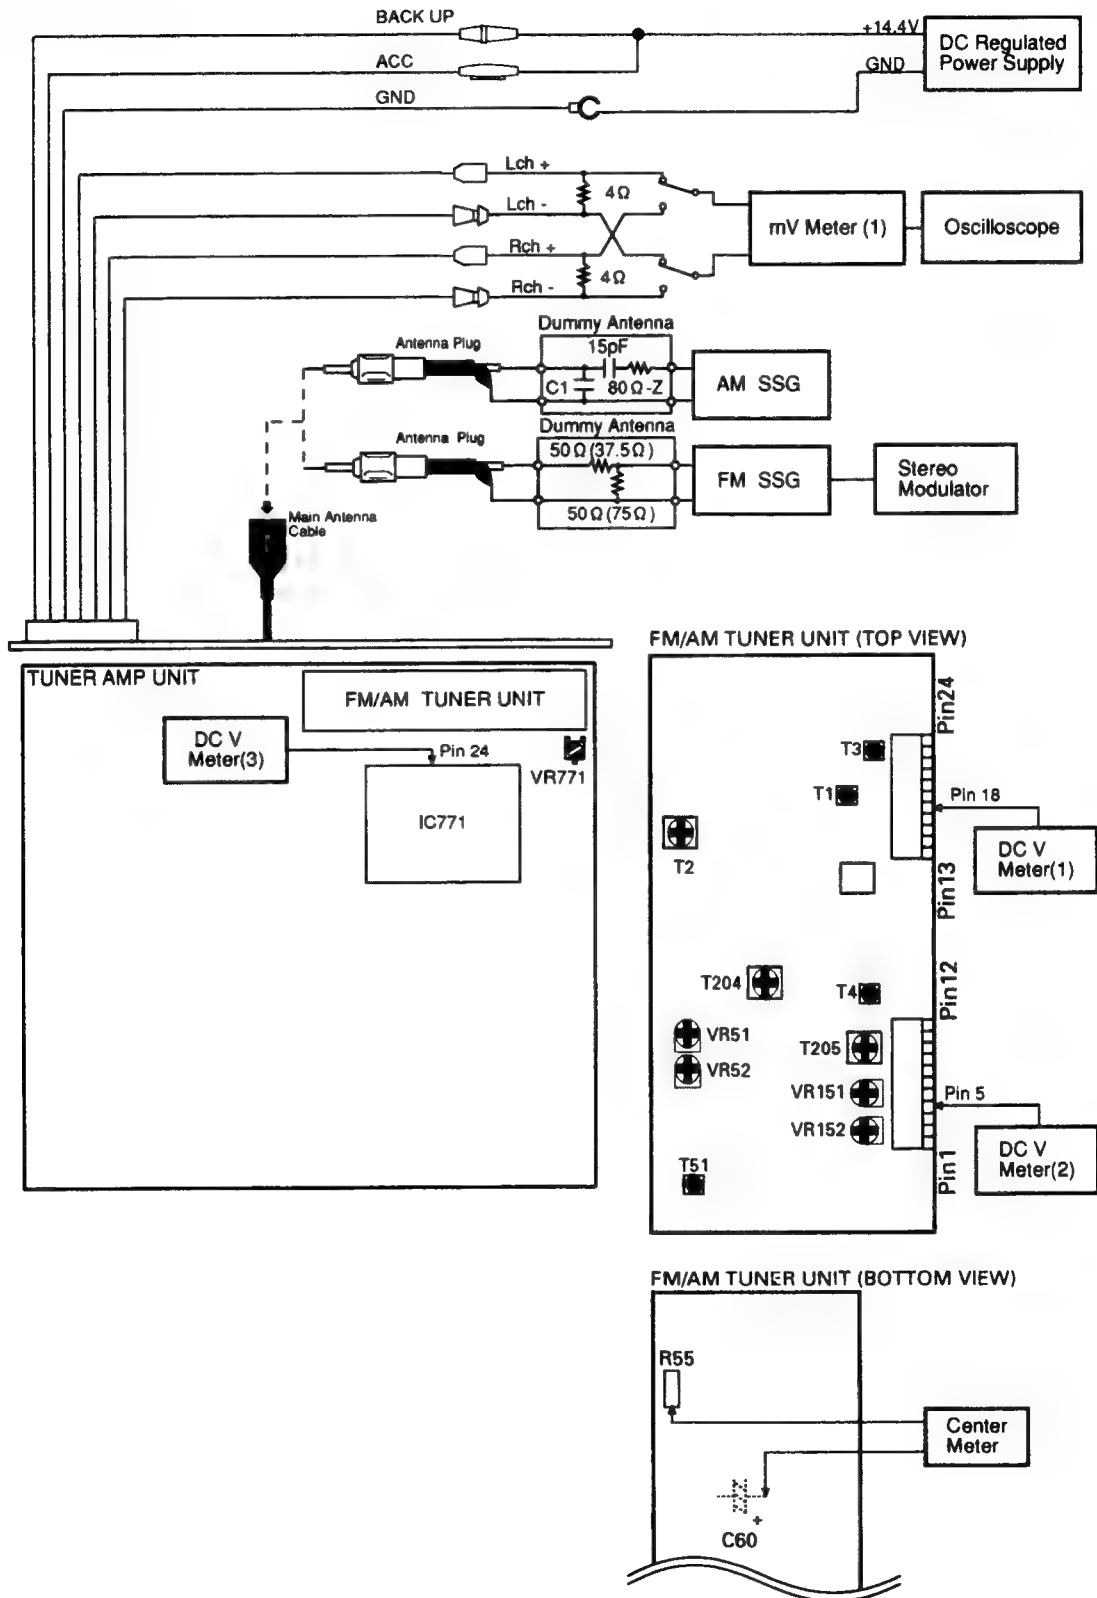 BACK UP
+14.4V
DC Regulated
Power Supply
ACC
GND
GND
Lch +
4Ω
Lch -
mV Meter (1)
Oscilloscope
Rch +
4Ω
Rch -
Dummy Antenna
Antenna Plug
15pF
C1
80Ω-Z
AM SSG
Dummy Antenna
Antenna Plug
50Ω(37.5Ω)
FM SSG
Stereo
Modulator
50Ω(75Ω)
Main Antenna
Cable
FM/AM TUNER UNIT (TOP VIEW)
TUNER AMP UNIT
FM/AM TUNER UNIT
DC V
Meter(3)
Pin 24
VR771
IC771
Pin24
T3
T1
Pin 18
T2
DC V
Meter(1)
Pin13
Pin12
T204
T4
VR51
T205
VR52
VR151
Pin 5
VR152
T51
Pin1
DC V
Meter(2)
FM/AM TUNER UNIT (BOTTOM VIEW)
R55
Center
Meter
+
C60